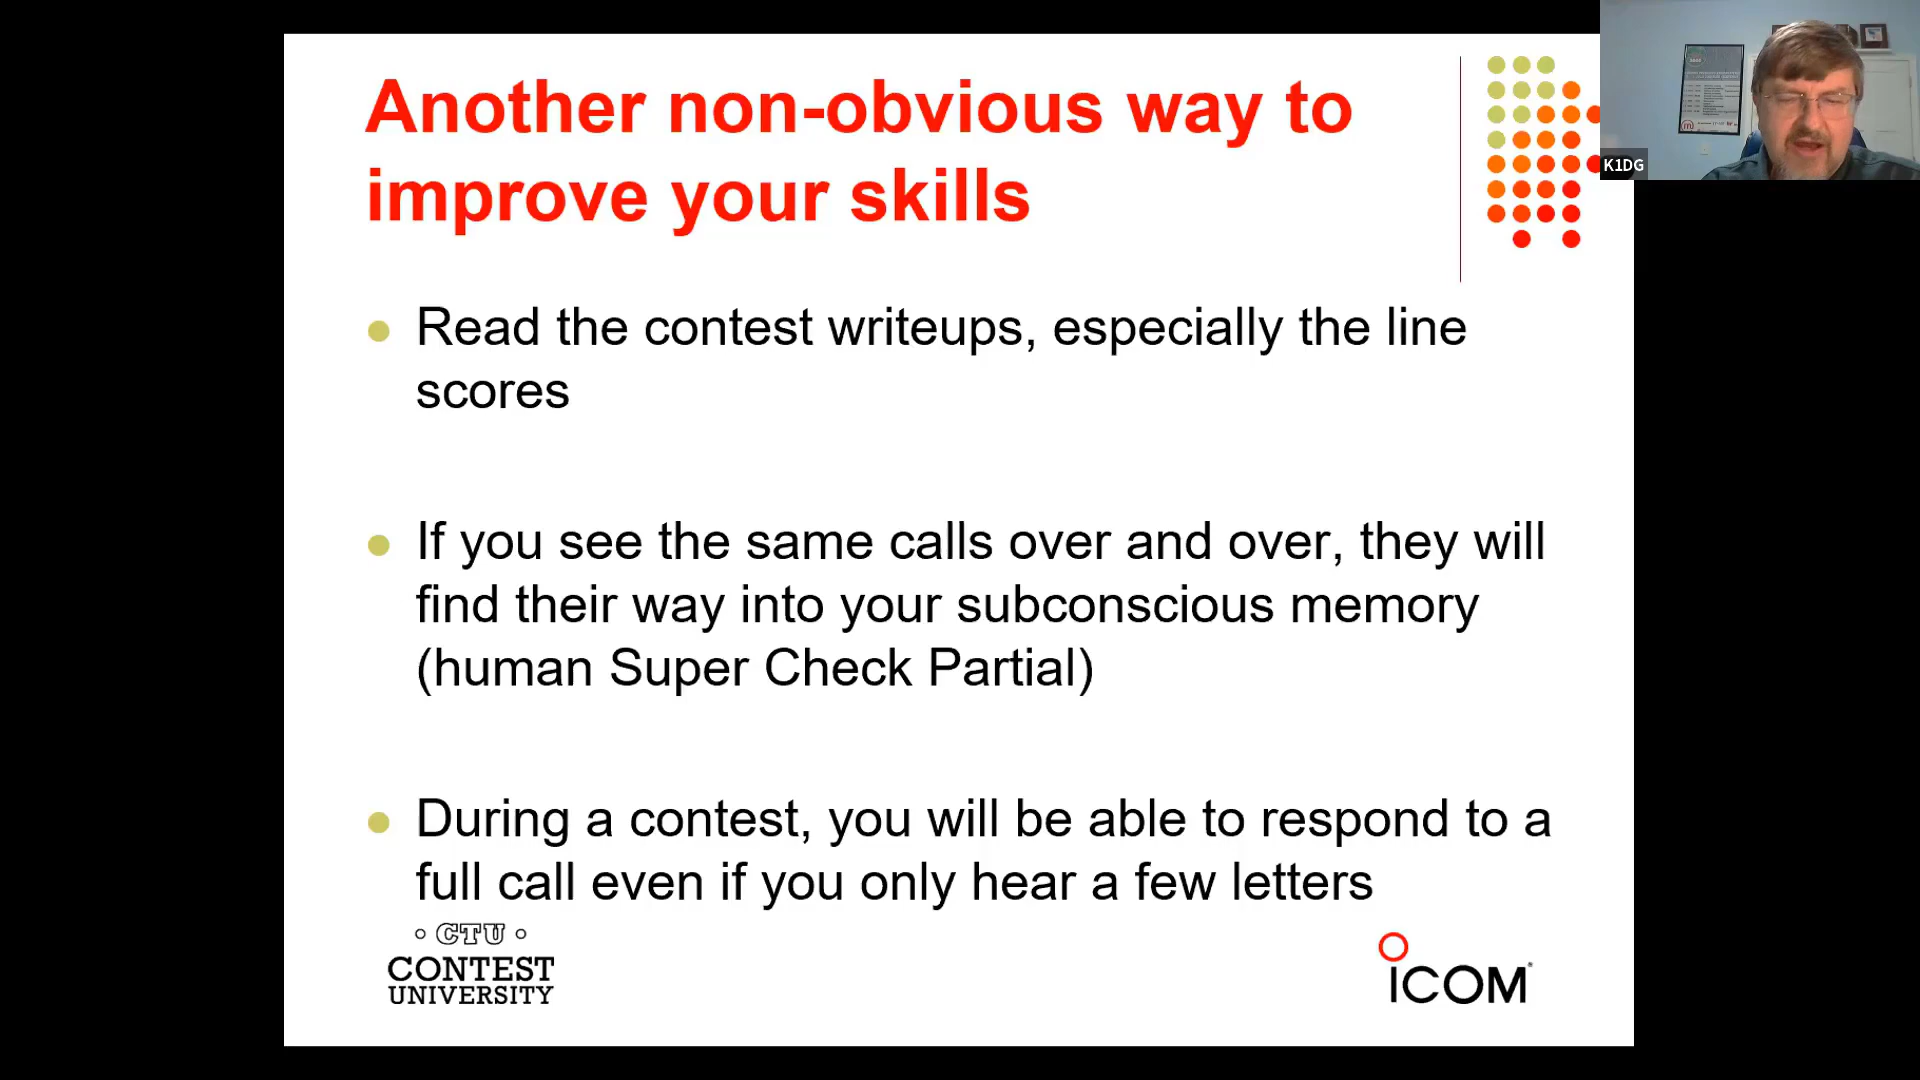 Another non-obvious way to
improve your skills
Read the contest writeups, especially the line
scores
If you see the same calls over and over, they will
find their way into your subconscious memory
(human Super Check Partial)
During a contest, you will be able to respond to a
full call even if you only hear a few letters
CTU
CONTEST
UNIVERSITY
ICOM
K1DG